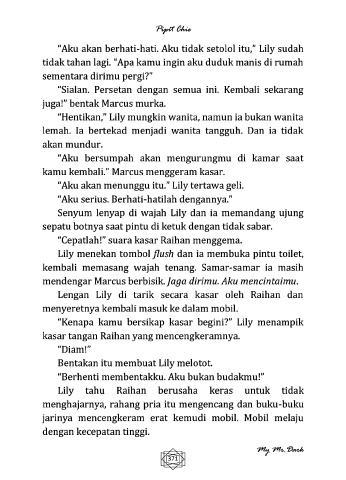 Pipit Chie
"Aku akan berhati-hati. Aku tidak setolol itu," Lily sudah
tidak tahan lagi. "Apa kamu ingin aku duduk manis di rumah
sementara dirimu pergi?"
"Sialan. Persetan dengan semua ini. Kembali sekarang
juga!" bentak Marcus murka.
"Hentikan," Lily mungkin wanita, namun ia bukan wanita
lemah. Ia bertekad menjadi wanita tangguh. Dan ia tidak
akan mundur.
"Aku bersumpah akan mengurungmu di kamar saat
kamu kembali." Marcus menggeram kasar.
"Aku akan menunggu itu." Lily tertawa geli.
"Aku serius. Berhati-hatilah dengannya."
Senyum lenyap di wajah Lily dan ia memandang ujung
sepatu botnya saat pintu di ketuk dengan tidak sabar.
"Cepatlah!" suara kasar Raihan menggema.
Lily menekan tombol flush dan ia membuka pintu toilet,
kembali memasang wajah tenang. Samar-samar ia masih
mendengar Marcus berbisik. Jaga dirimu. Aku mencintaimu.
Lengan Lily di tarik secara kasar oleh Raihan dan
menyeretnya kembali masuk ke dalam mobil.
"Kenapa kamu bersikap kasar begini?" Lily menampik
kasar tangan Raihan yang mencengkeramnya.
"Diam!"
Bentakan itu membuat Lily melotot.
"Berhenti membentakku. Aku bukan budakmu!"
Lily tahu Raihan berusaha keras untuk tidak
menghajarnya, rahang pria itu mengencang dan buku-buku
jarinya mencengkeram erat kemudi mobil. Mobil melaju
dengan kecepatan tinggi.
371
My Mr. Dark